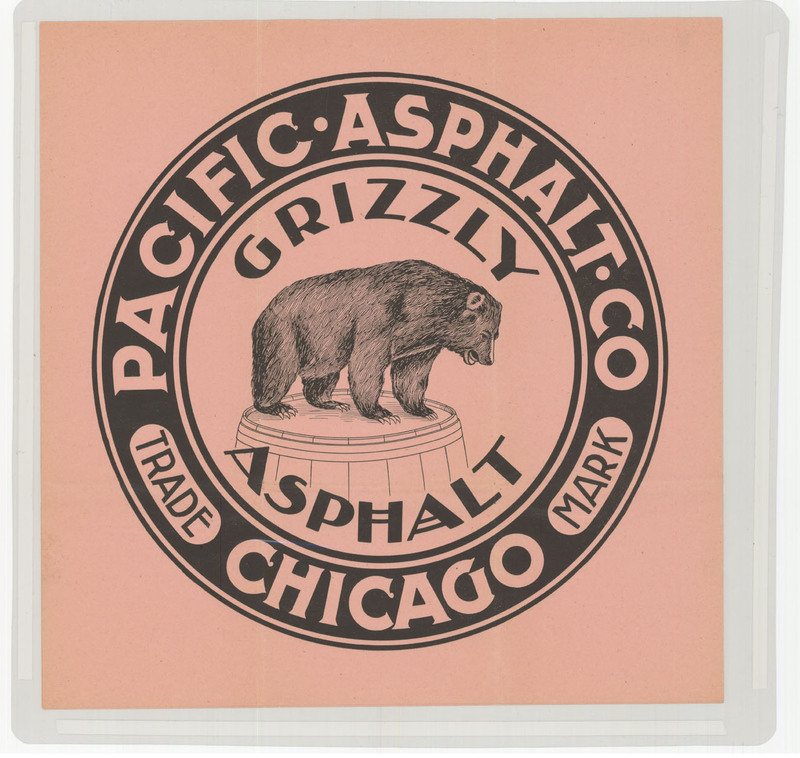 PACIFIC·ASPHALT·CO
GRIZZLY
ASPHALT
TRADE
MARK
CHICAGO